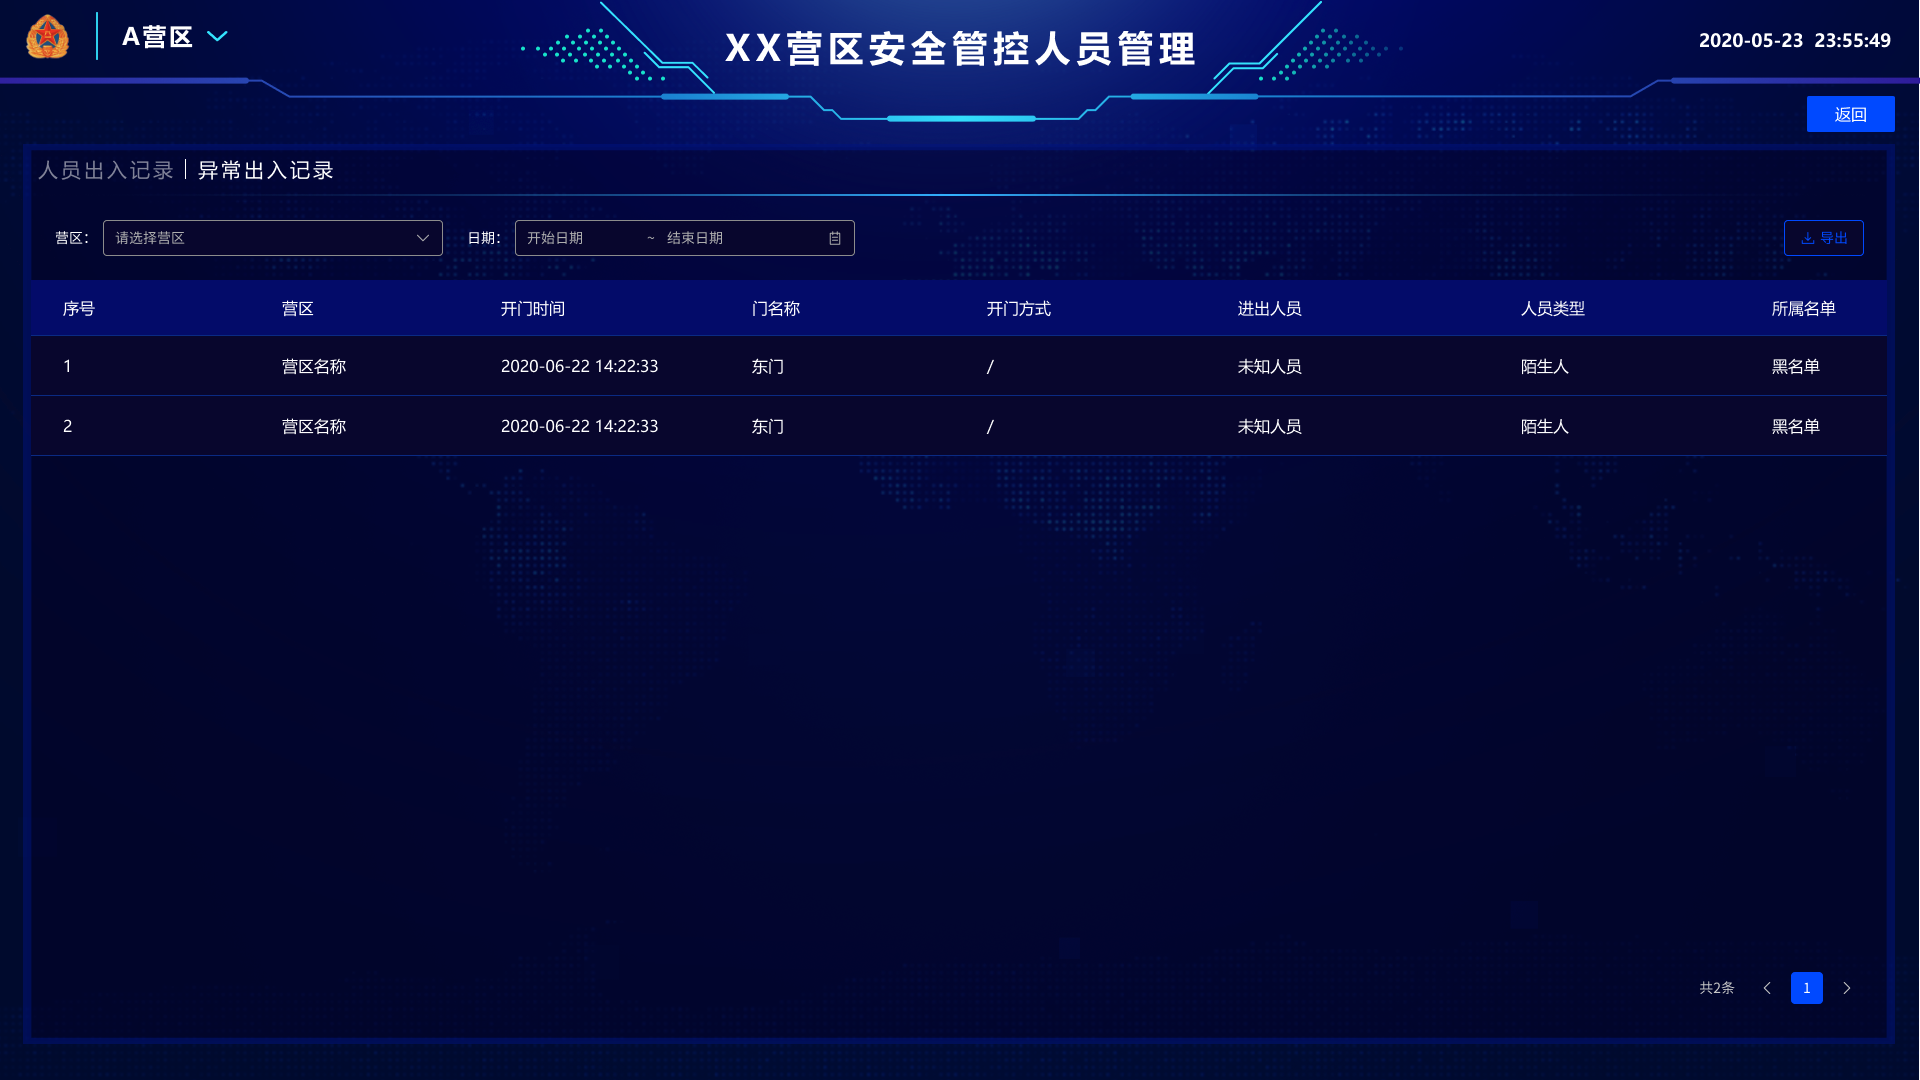 A营区
XX营区安全管控人员管理
2020-05-23 23:55:49
返回
人员出入记录 异常出入记录
营区: 请选择营区 日期: 开始日期 ~ 结束日期 导出
序号 营区 开门时间 门名称 开门方式 进出人员 人员类型 所属名单
1 营区名称 2020-06-22 14:22:33 东门 / 未知人员 陌生人 黑名单
2 营区名称 2020-06-22 14:22:33 东门 / 未知人员 陌生人 黑名单
共2条 1